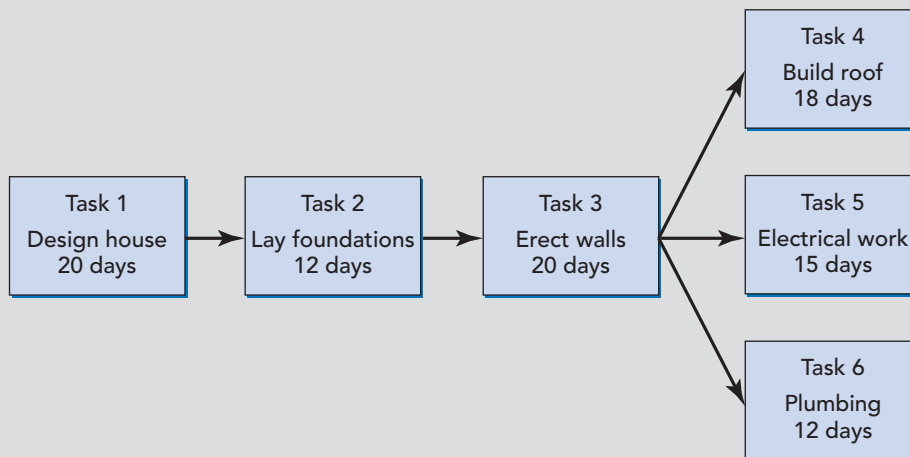 Task 1
Design house
20 days
Task 2
Lay foundations
12 days
Task 3
Erect walls
20 days
Task 4
Build roof
18 days
Task 5
Electrical work
15 days
Task 6
Plumbing
12 days